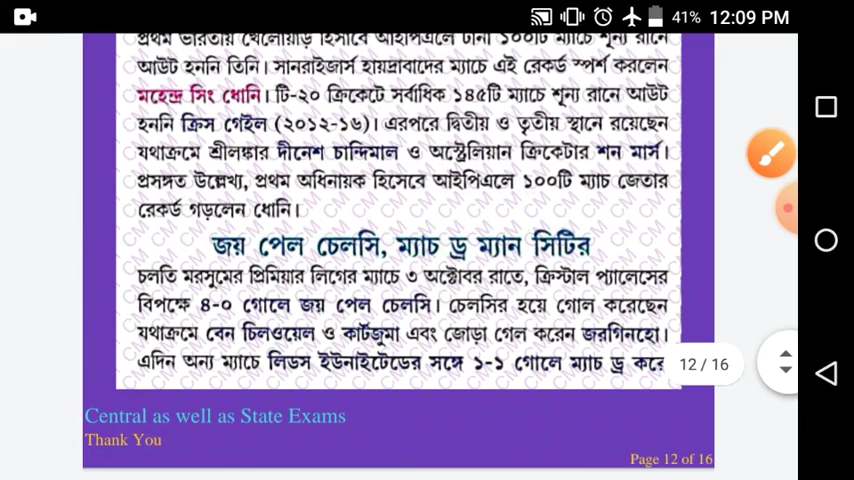 41% 12:09 PM
প্রথম ভারতীয় খেলোয়াড় হিসাবে আইপিএলে টানা ১০০টি ম্যাচে শূন্য রানে
আউট হননি তিনি। সানরাইজার্স হায়দ্রাবাদের ম্যাচে এই রেকর্ড স্পর্শ করলেন
মহেন্দ্র সিং ধোনি। টি-২০ ক্রিকেটে সর্বাধিক ১৪৫টি ম্যাচে শূন্য রানে আউট
হননি ক্রিস গেইল (২০১২-১৬)। এরপরে দ্বিতীয় ও তৃতীয় স্থানে রয়েছেন
যথাক্রমে শ্রীলঙ্কার দীনেশ চান্দিমাল ও অস্ট্রেলিয়ান ক্রিকেটার শন মার্স।
প্রসঙ্গত উল্লেখ্য, প্রথম অধিনায়ক হিসেবে আইপিএলে ১০০টি ম্যাচ জেতার
রেকর্ড গড়লেন ধোনি।
জয় পেল চেলসি, ম্যাচ ড্র ম্যান সিটির
চলতি মরসুমের প্রিমিয়ার লিগের ম্যাচে ৩ অক্টোবর রাতে, ক্রিস্টাল প্যালেসের
বিপক্ষে ৪-০ গোলে জয় পেল চেলসি। চেলসির হয়ে গোল করেছেন
যথাক্রমে বেন চিলওয়েল ও কার্টজুমা এবং জোড়া গেল করেন জরগিনহো।
এদিন অন্য ম্যাচে লিডস ইউনাইটেডের সঙ্গে ১-১ গোলে ম্যাচ ড্র করে
12 / 16
Central as well as State Exams
Thank You
Page 12 of 16